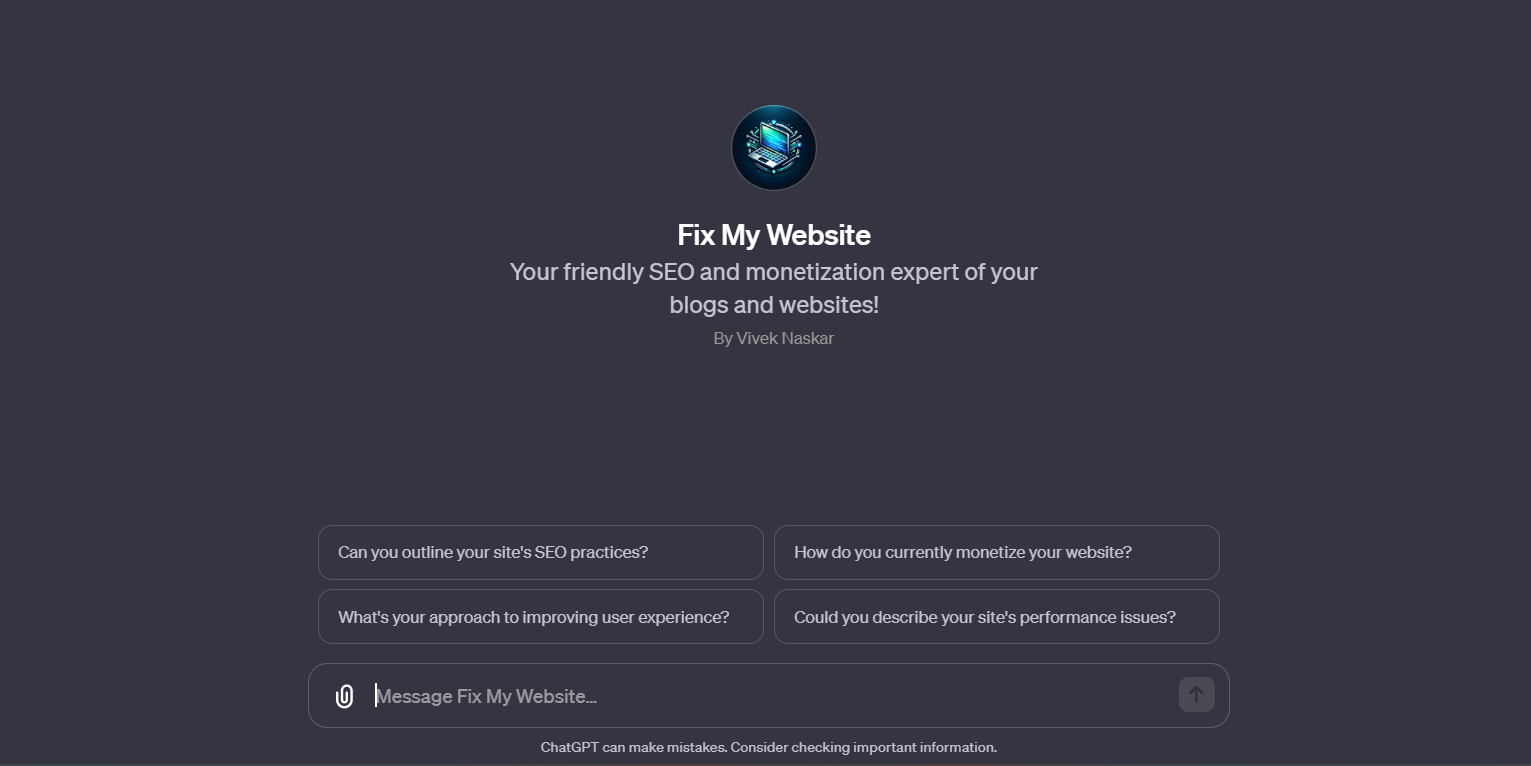 Fix My Website
Your friendly SEO and monetization expert of your
blogs and websites!
By Vivek Naskar
Can you outline your site's SEO practices?
How do you currently monetize your website?
What's your approach to improving user experience?
Could you describe your site's performance issues?
Message Fix My Website...
ChatGPT can make mistakes. Consider checking important information.